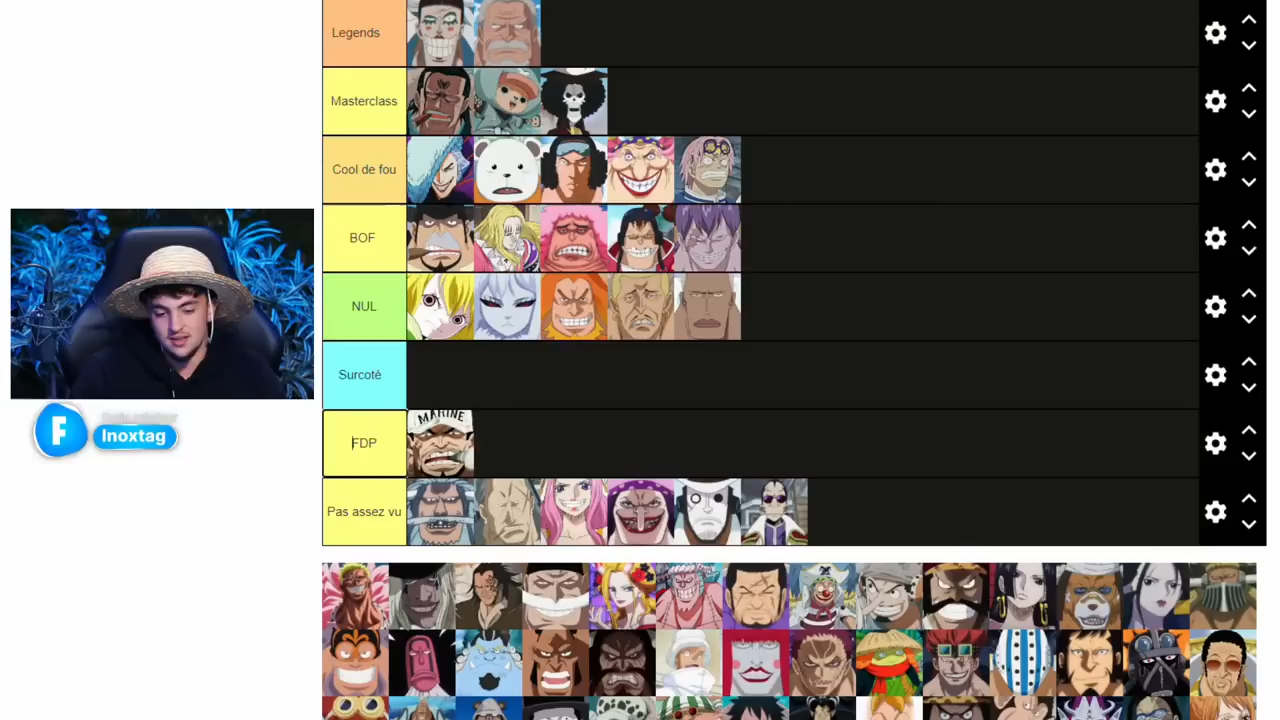 Legends
Masterclass
Cool de fou
BOF
NUL
Surcoté
FDP
MARINE
Pas assez vu
F
Inoxtag